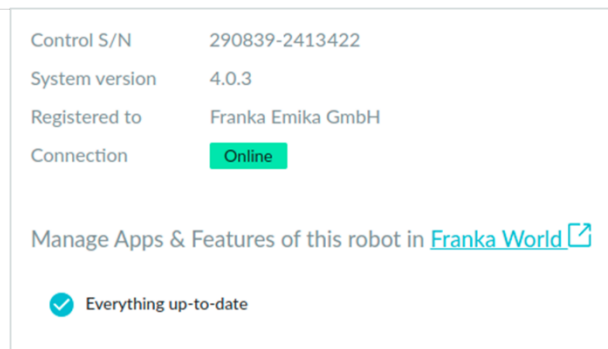 Control S/N 290839-2413422
System version 4.0.3
Registered to Franka Emika GmbH
Connection Online
Manage Apps & Features of this robot in Franka World
Everything up-to-date